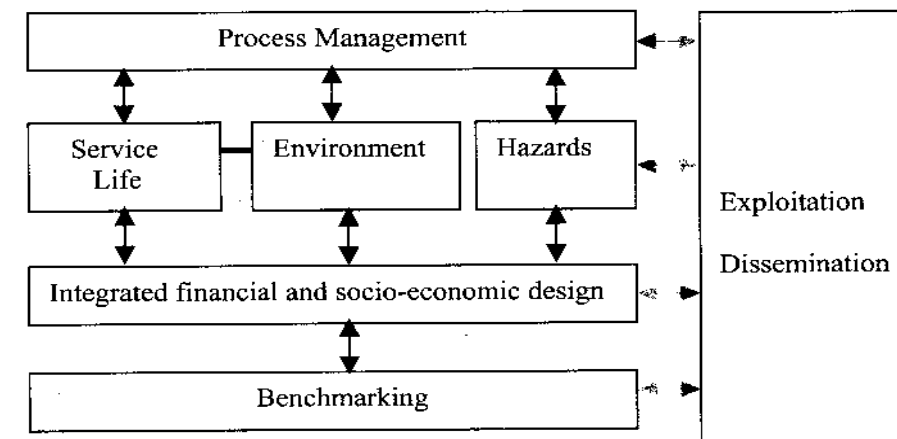 Process Management
Service
Life
Environment
Hazards
Exploitation
Dissemination
Integrated financial and socio-economic design
Benchmarking